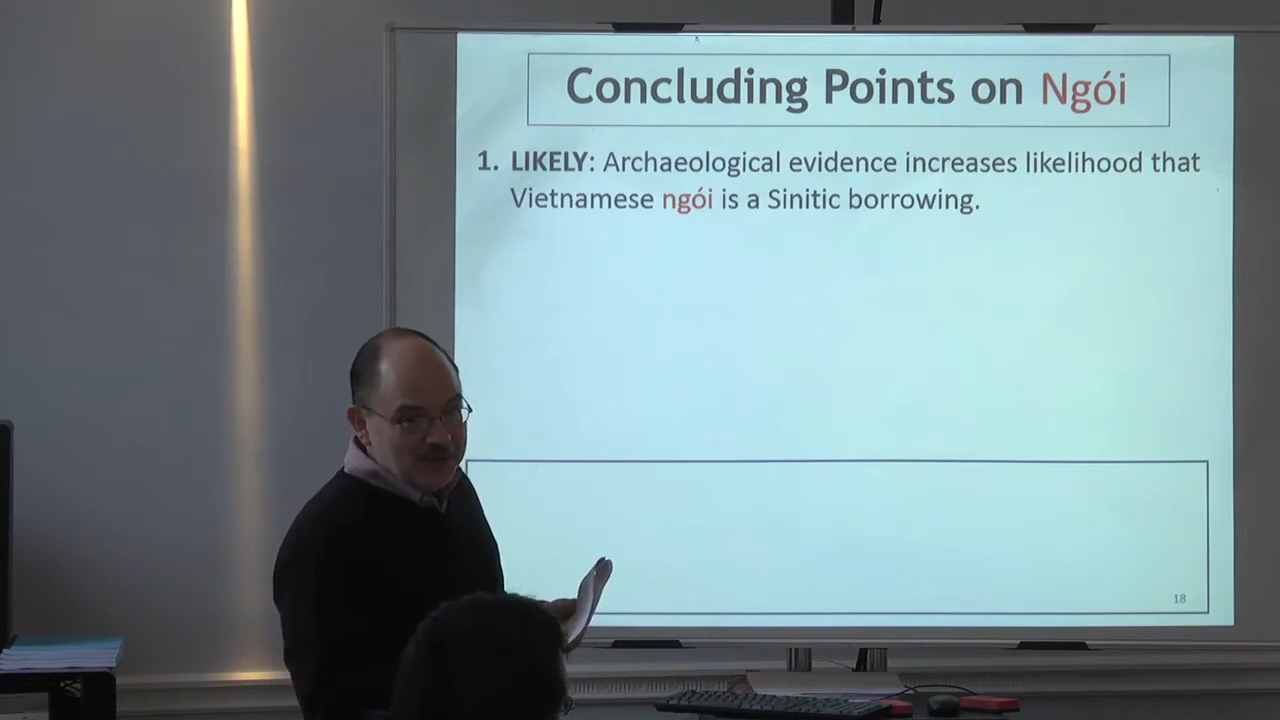 Concluding Points on Ngói
1. LIKELY: Archaeological evidence increases likelihood that
Vietnamese ngói is a Sinitic borrowing.
18